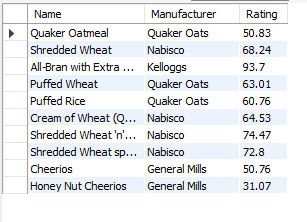 Name Manufacturer Rating
Quaker Oatmeal Quaker Oats 50.83
Shredded Wheat Nabisco 68.24
All-Bran with Extra ... Kelloggs 93.7
Puffed Wheat Quaker Oats 63.01
Puffed Rice Quaker Oats 60.76
Cream of Wheat (Q... Nabisco 64.53
Shredded Wheat 'n'... Nabisco 74.47
Shredded Wheat sp... Nabisco 72.8
Cheerios General Mills 50.76
Honey Nut Cheerios General Mills 31.07